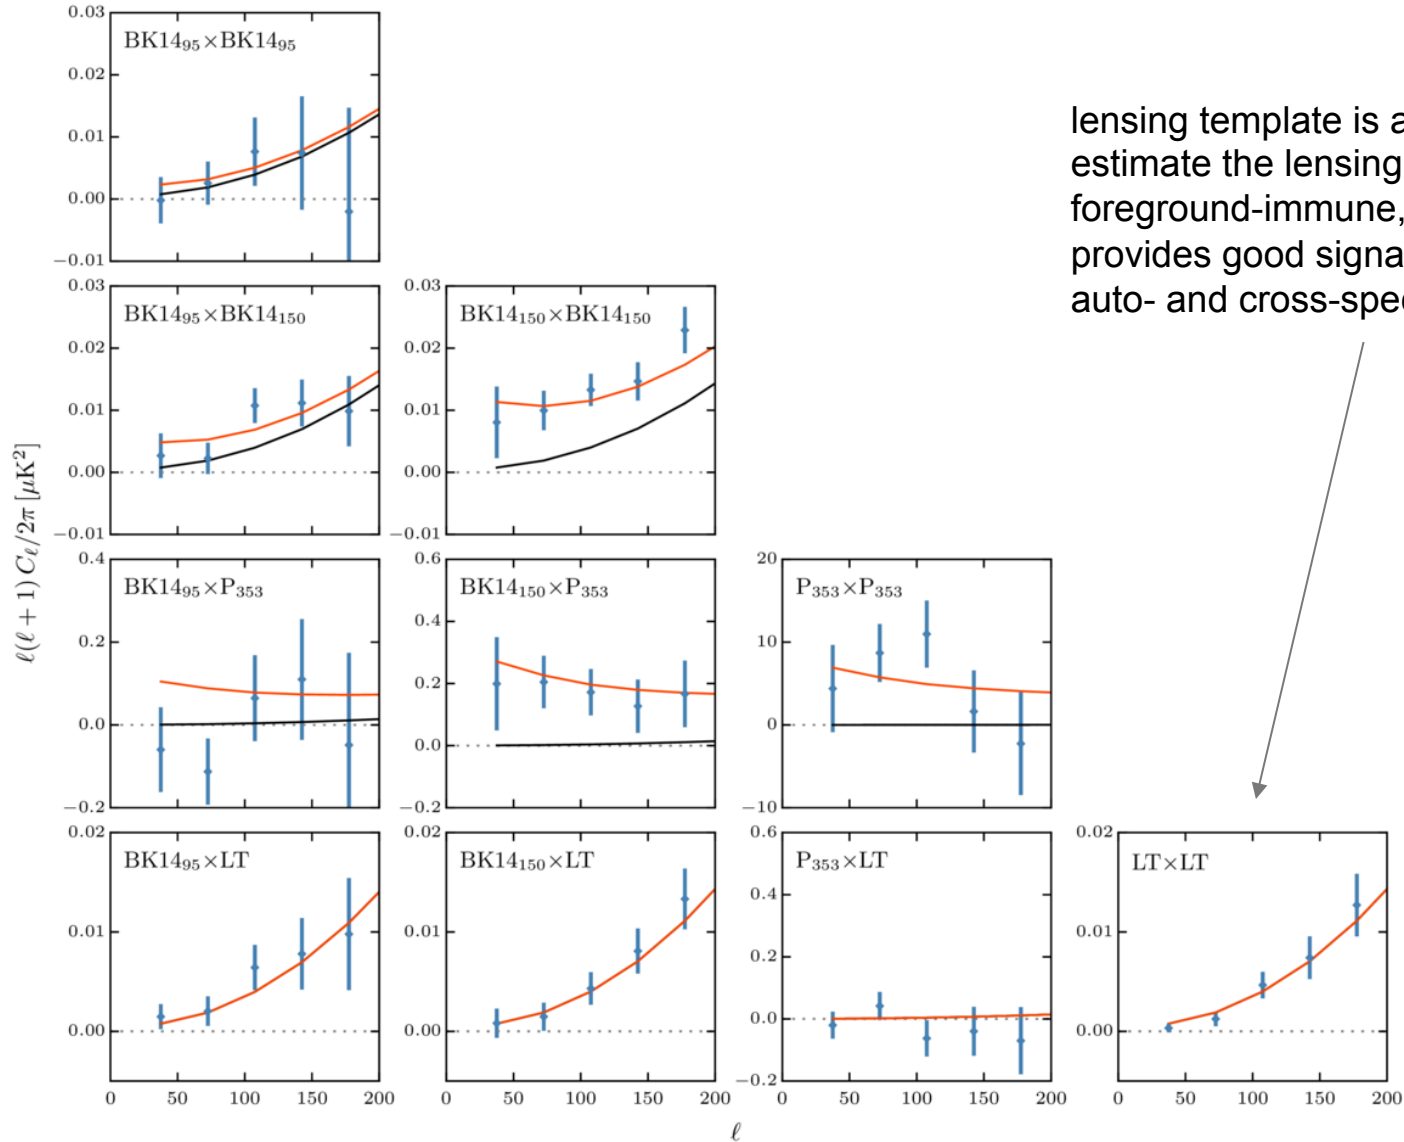 0.03
0.02
0.01
0.00
−0.01
BK14₉₅×BK14₉₅
lensing template is a
estimate the lensing
foreground-immune,
provides good signa
auto- and cross-spec
0.03
0.02
0.01
0.00
−0.01
BK14₉₅×BK14₁₅₀
0.03
0.02
0.01
0.00
−0.01
BK14₁₅₀×BK14₁₅₀
ℓ(ℓ + 1) Cℓ/2π [μK²]
0.4
0.2
0.0
−0.2
BK14₉₅×P₃₅₃
0.6
0.4
0.2
0.0
−0.2
BK14₁₅₀×P₃₅₃
20
10
0
−10
P₃₅₃×P₃₅₃
0.02
0.01
0.00
BK14₉₅×LT
0 50 100 150 200
0.02
0.01
0.00
BK14₁₅₀×LT
0 50 100 150 200
0.6
0.4
0.2
0.0
−0.2
P₃₅₃×LT
0 50 100 150 200
0.02
0.01
0.00
LT×LT
0 50 100 150 200
ℓ